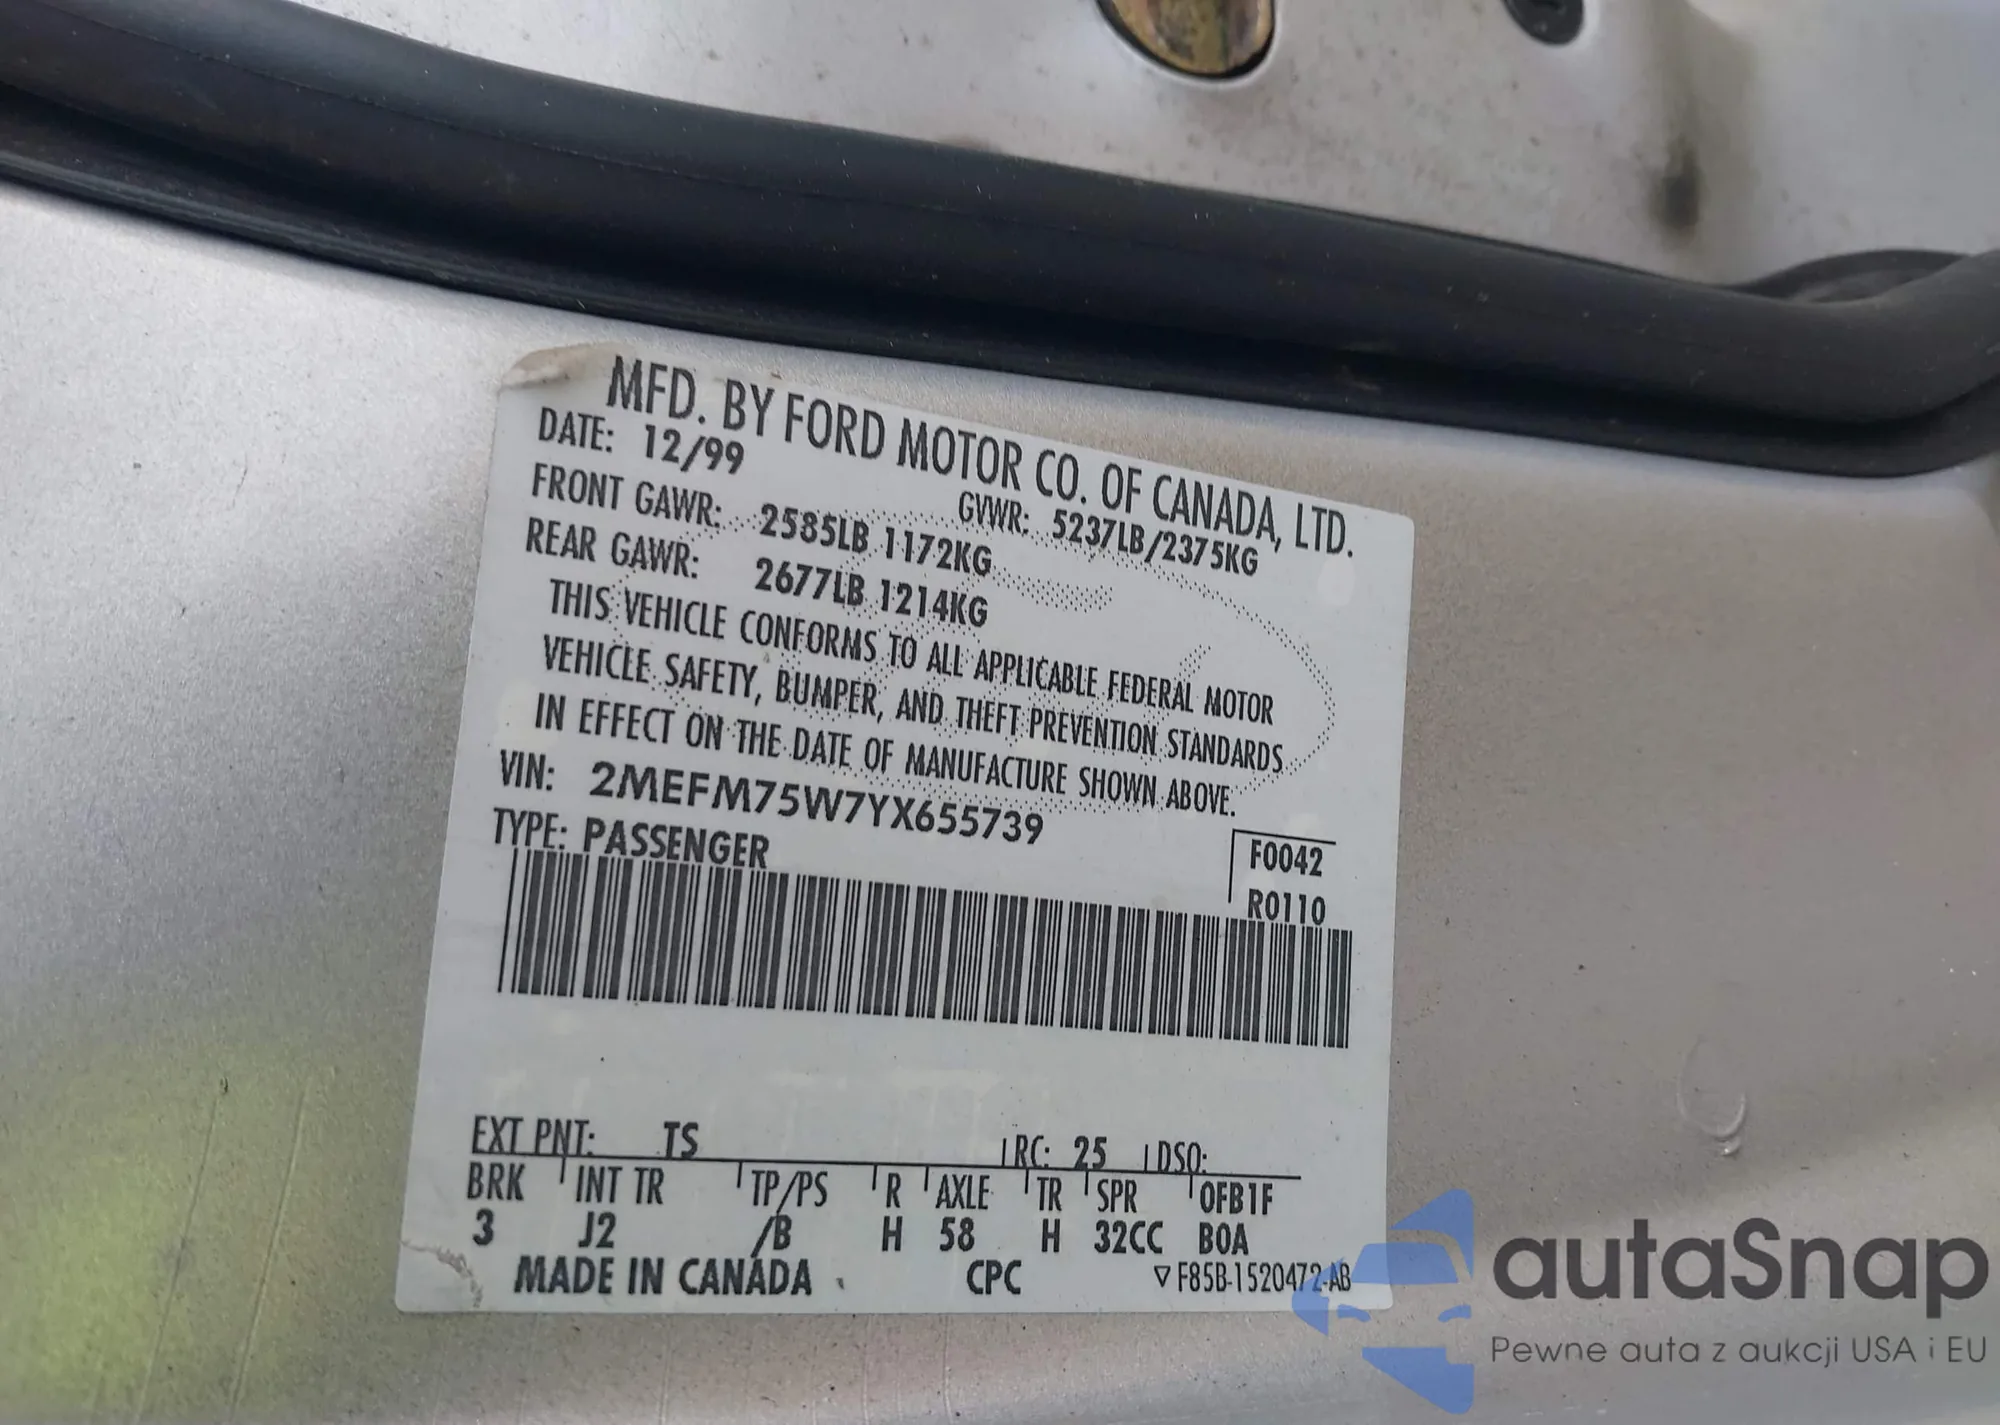 MFD. BY FORD MOTOR CO. OF CANADA, LTD.
DATE: 12/99
GVWR: 5237LB/2375KG
FRONT GAWR: 2585LB 1172KG
REAR GAWR: 2677LB 1214KG
THIS VEHICLE CONFORMS TO ALL APPLICABLE FEDERAL MOTOR
VEHICLE SAFETY, BUMPER, AND THEFT PREVENTION STANDARDS
IN EFFECT ON THE DATE OF MANUFACTURE SHOWN ABOVE.
VIN: 2MEFM75W7YX655739
TYPE: PASSENGER
F0042
R0110
EXT PNT: TS RC: 25 DSO:
BRK INT TR TP/PS R AXLE TR SPR OFB1F
3 J2 /B H 58 H 32CC BOA
MADE IN CANADA CPC ▽F85B-1520472-AB
autaSnap
Pewne auta z aukcji USA i EU